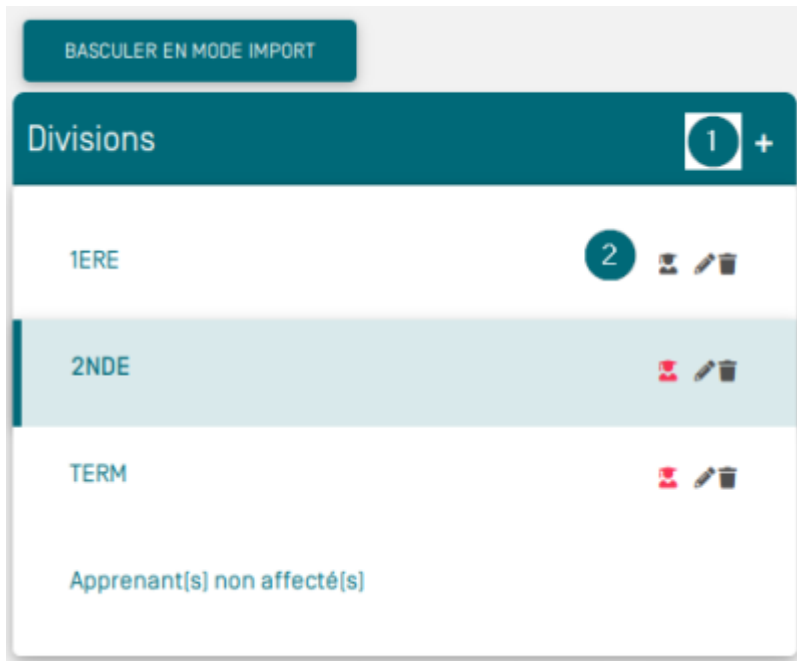 BASCULER EN MODE IMPORT
Divisions 1 +
1ERE 2
2NDE
TERM
Apprenant(s) non affecté(s)